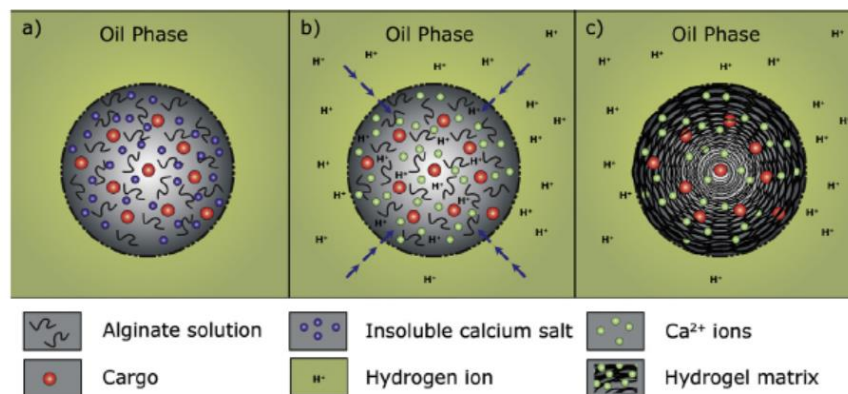 a) Oil Phase
b) Oil Phase
c) Oil Phase
H⁺ H⁺ H⁺ H⁺
H⁺ H⁺ H⁺ H⁺
H⁺ H⁺ H⁺ H⁺
H⁺ H⁺ H⁺ H⁺
H⁺ H⁺ H⁺ H⁺
H⁺ H⁺ H⁺ H⁺
H⁺ H⁺ H⁺ H⁺
Alginate solution
Insoluble calcium salt
Ca²⁺ ions
Cargo
H⁺ Hydrogen ion
Hydrogel matrix